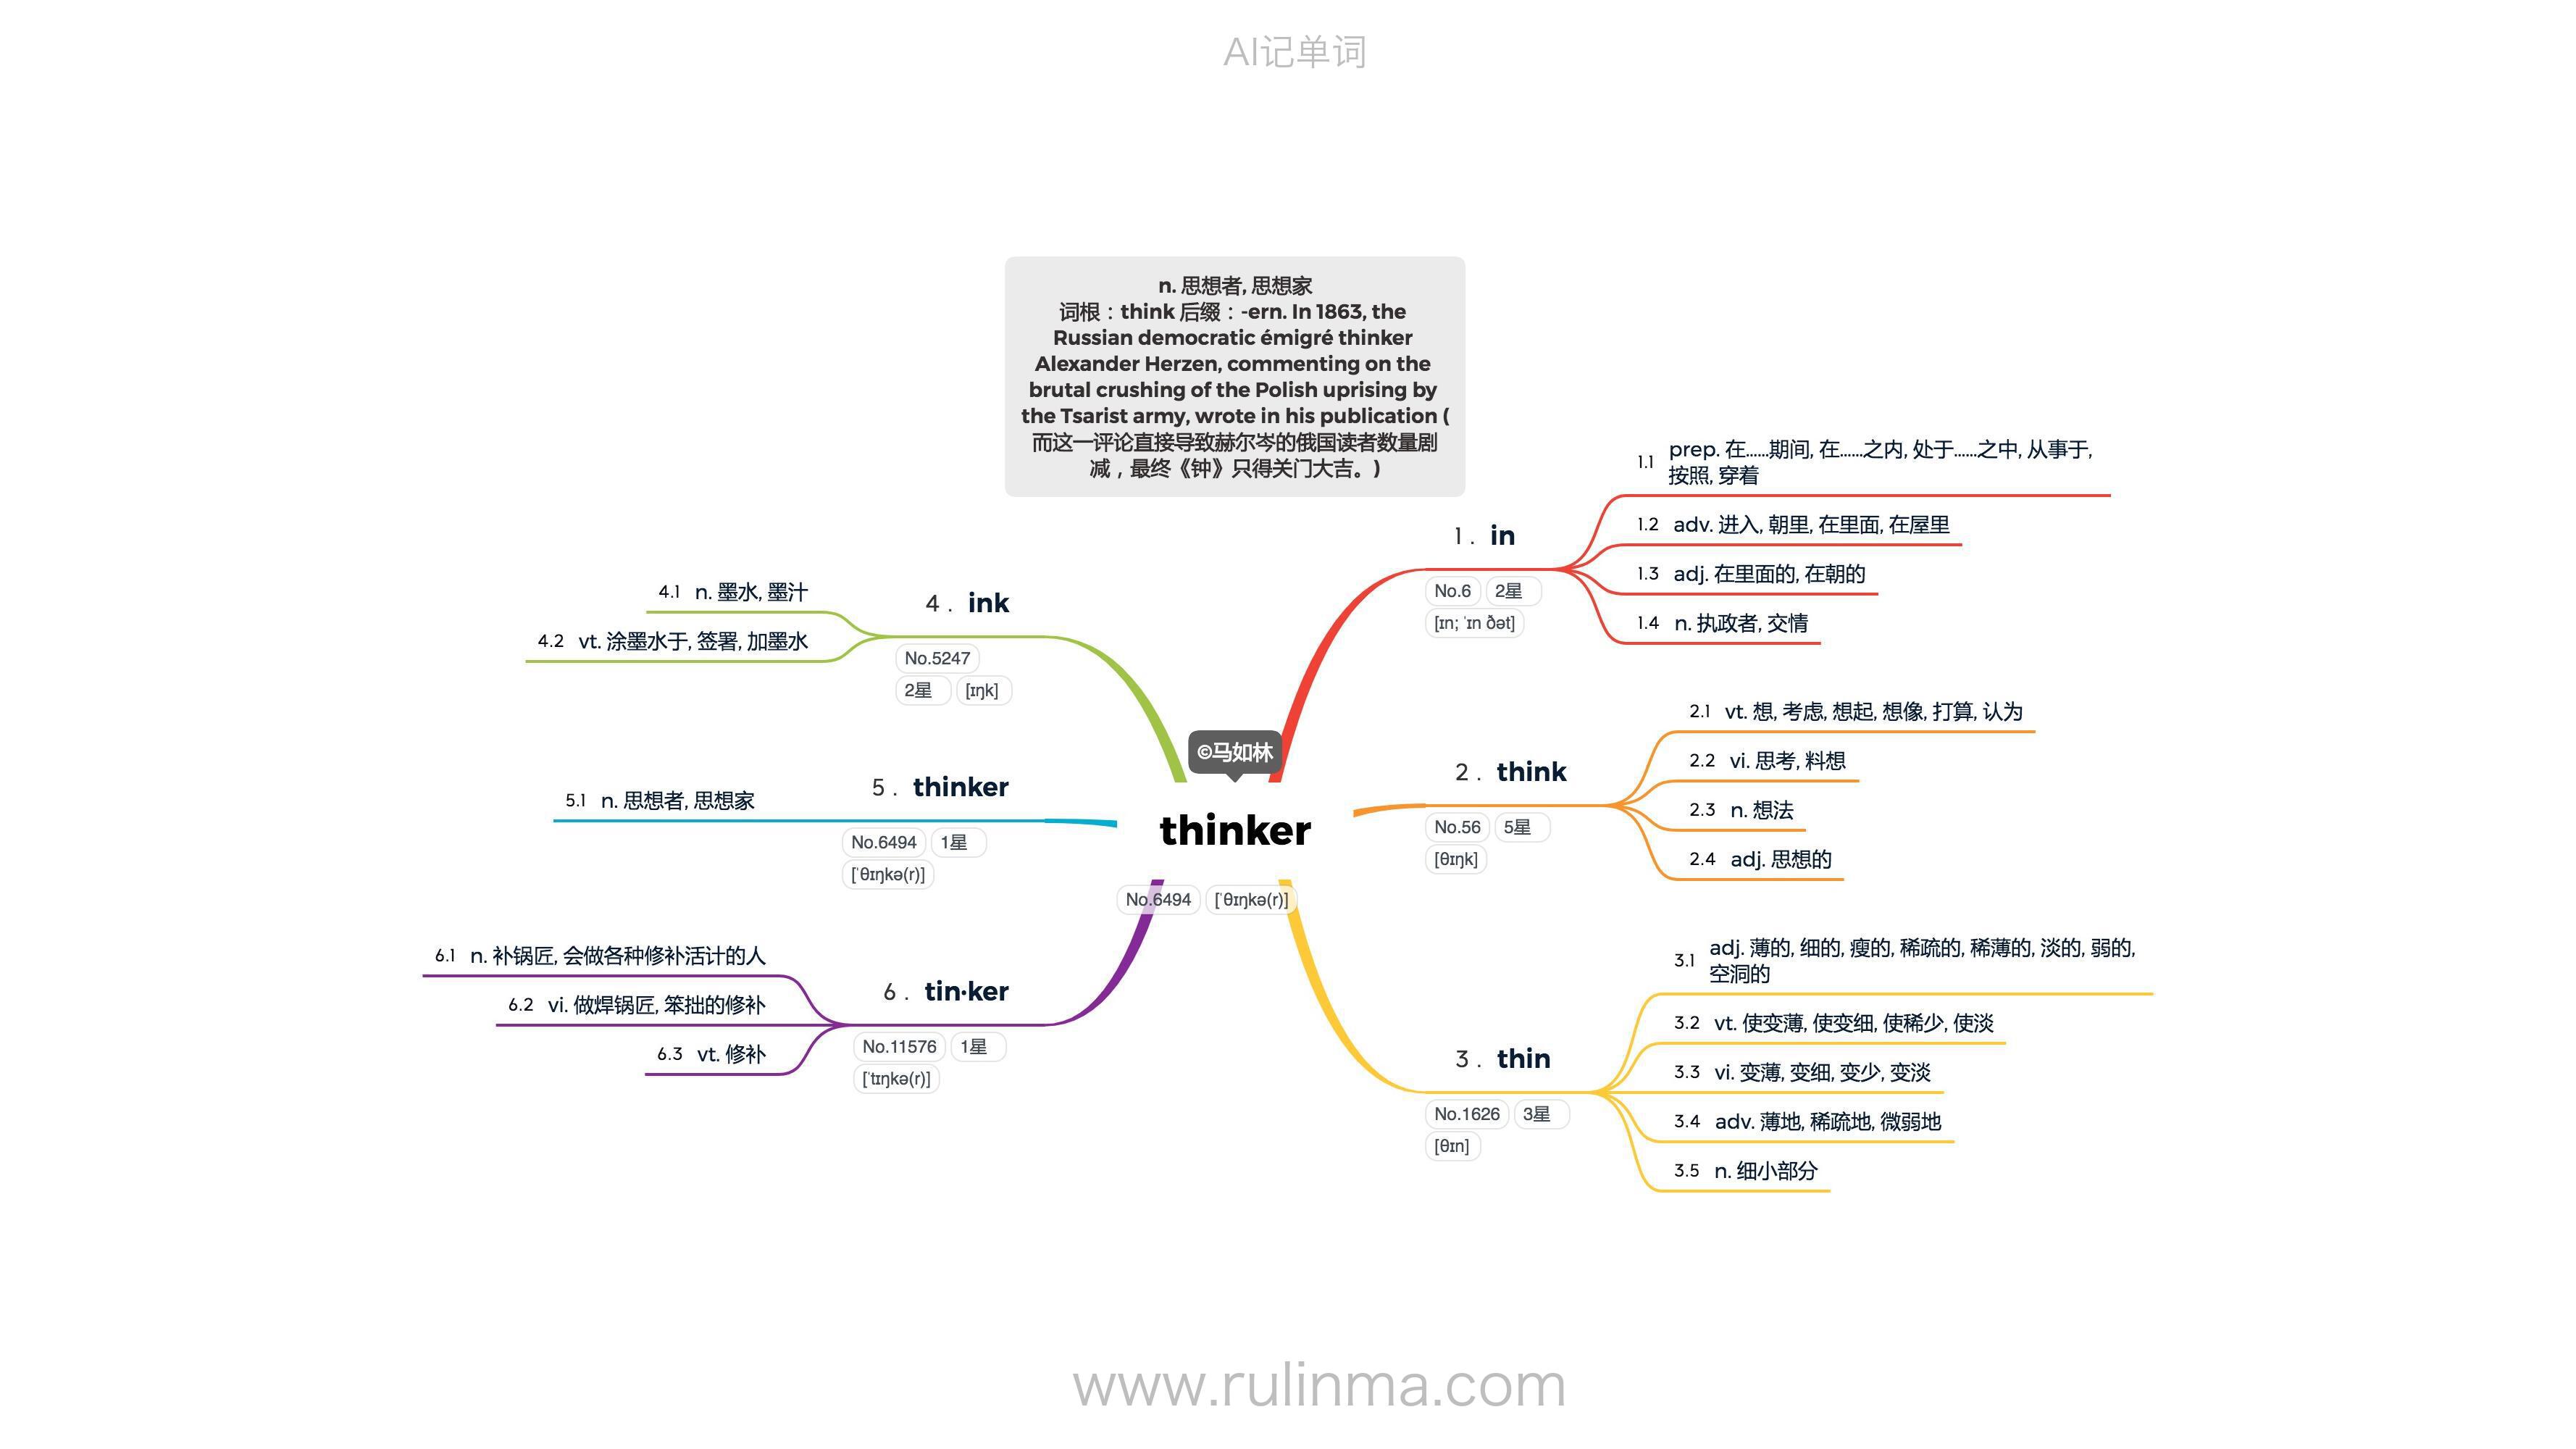 AI记单词
n. 思想者, 思想家
词根：think 后缀：-ern. In 1863, the
Russian democratic émigré thinker
Alexander Herzen, commenting on the
brutal crushing of the Polish uprising by
the Tsarist army, wrote in his publication (
而这一评论直接导致赫尔岑的俄国读者数量剧
减，最终《钟》只得关门大吉。)
©马如林
thinker
No.6494 [ˈθɪŋkə(r)]
1. in
No.6 2星
[ɪn; ˈɪn ðət]
1.1 prep. 在……期间, 在……之内, 处于……之中, 从事于,
按照, 穿着
1.2 adv. 进入, 朝里, 在里面, 在屋里
1.3 adj. 在里面的, 在朝的
1.4 n. 执政者, 交情
2. think
No.56 5星
[θɪŋk]
2.1 vt. 想, 考虑, 想起, 想像, 打算, 认为
2.2 vi. 思考, 料想
2.3 n. 想法
2.4 adj. 思想的
3. thin
No.1626 3星
[θɪn]
3.1 adj. 薄的, 细的, 瘦的, 稀疏的, 稀薄的, 淡的, 弱的,
空洞的
3.2 vt. 使变薄, 使变细, 使稀少, 使淡
3.3 vi. 变薄, 变细, 变少, 变淡
3.4 adv. 薄地, 稀疏地, 微弱地
3.5 n. 细小部分
4. ink
No.5247
2星 [ɪŋk]
4.1 n. 墨水, 墨汁
4.2 vt. 涂墨水于, 签署, 加墨水
5. thinker
No.6494 1星
[ˈθɪŋkə(r)]
5.1 n. 思想者, 思想家
6. tin·ker
No.11576 1星
[ˈtɪŋkə(r)]
6.1 n. 补锅匠, 会做各种修补活计的人
6.2 vi. 做焊锅匠, 笨拙的修补
6.3 vt. 修补
www.rulinma.com